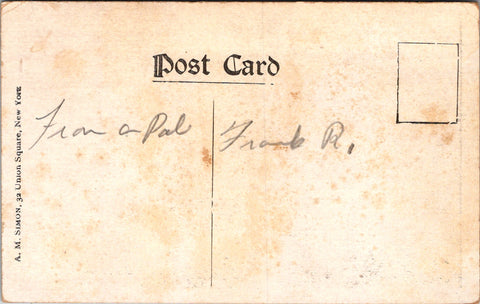 Post Card
From a Pal
Frank R.
A. M. SIMON, 32 Union Square, New York